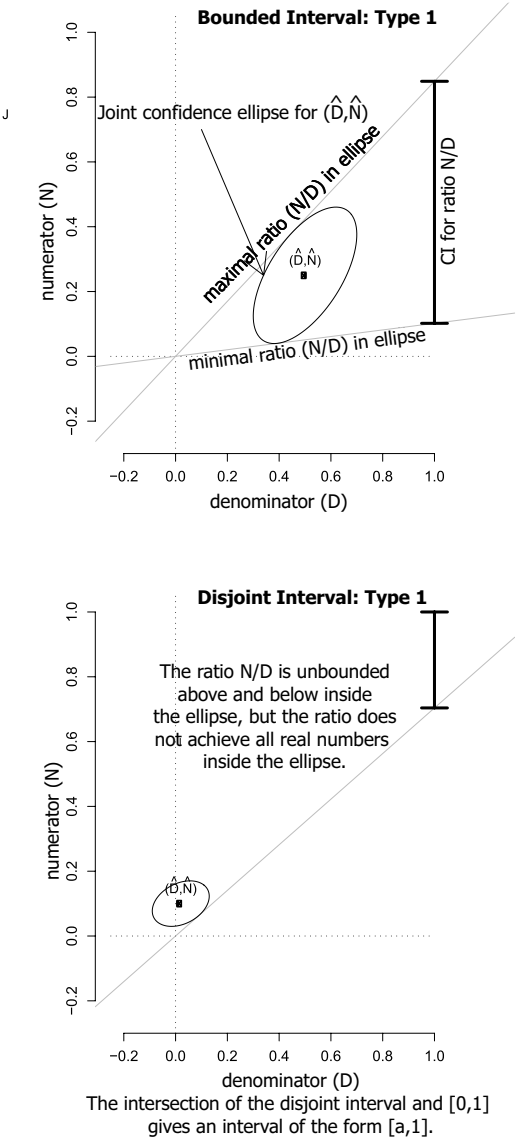 Bounded Interval: Type 1
J
Joint confidence ellipse for (D̂,N̂)
maximal ratio (N/D) in ellipse
(D̂,N̂)
minimal ratio (N/D) in ellipse
CI for ratio N/D
numerator (N)
1.0
0.8
0.6
0.4
0.2
0.0
−0.2
−0.2 0.0 0.2 0.4 0.6 0.8 1.0
denominator (D)
Disjoint Interval: Type 1
The ratio N/D is unbounded
above and below inside
the ellipse, but the ratio does
not achieve all real numbers
inside the ellipse.
(D̂,N̂)
numerator (N)
1.0
0.8
0.6
0.4
0.2
0.0
−0.2
−0.2 0.0 0.2 0.4 0.6 0.8 1.0
denominator (D)
The intersection of the disjoint interval and [0,1]
gives an interval of the form [a,1].